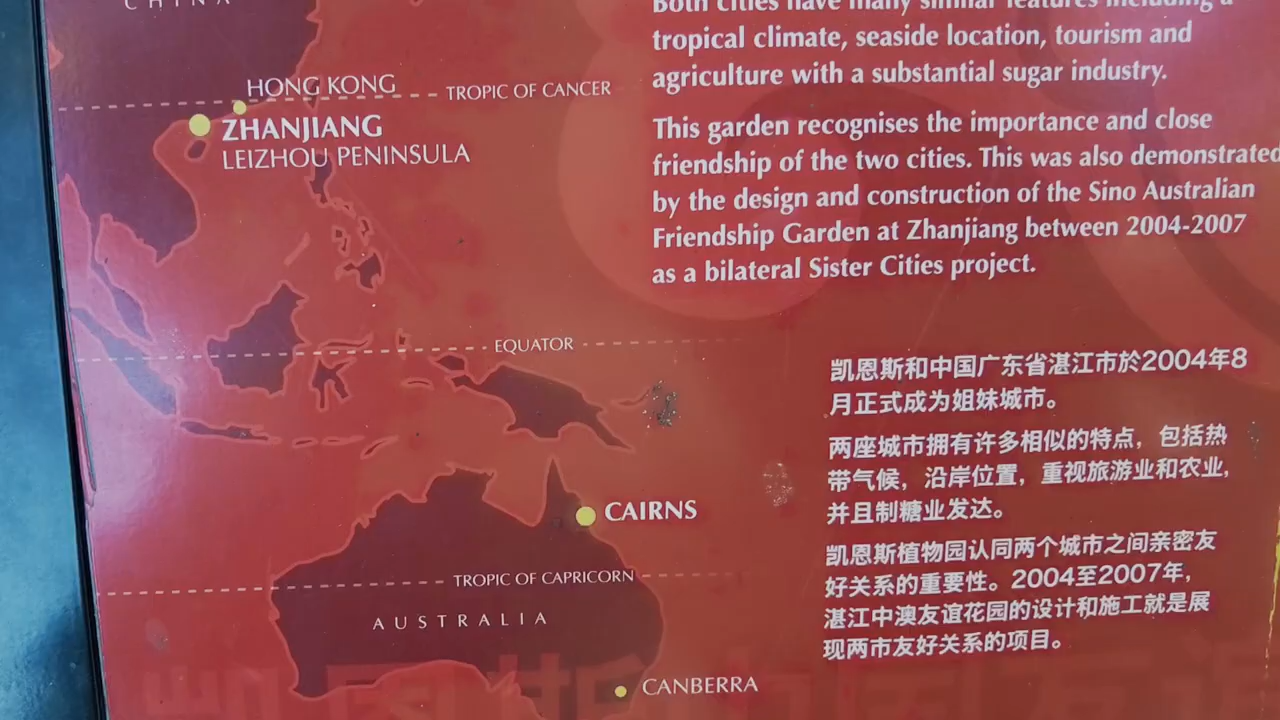 CHINA
HONG KONG
TROPIC OF CANCER
ZHANJIANG
LEIZHOU PENINSULA
EQUATOR
CAIRNS
TROPIC OF CAPRICORN
AUSTRALIA
CANBERRA
Both cities have many similar features including a
tropical climate, seaside location, tourism and
agriculture with a substantial sugar industry.
This garden recognises the importance and close
friendship of the two cities. This was also demonstrated
by the design and construction of the Sino Australian
Friendship Garden at Zhanjiang between 2004-2007
as a bilateral Sister Cities project.
凯恩斯和中国广东省湛江市於2004年8
月正式成为姐妹城市。
两座城市拥有许多相似的特点，包括热
带气候，沿岸位置，重视旅游业和农业,
并且制糖业发达。
凯恩斯植物园认同两个城市之间亲密友
好关系的重要性。2004至2007年，
湛江中澳友谊花园的设计和施工就是展
现两市友好关系的项目。